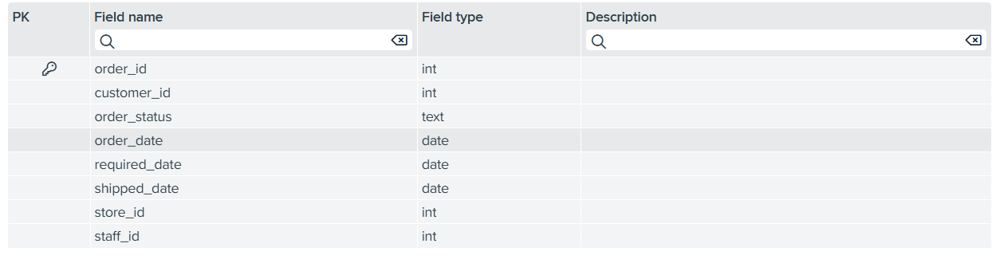 PK Field name Field type Description
order_id int
customer_id int
order_status text
order_date date
required_date date
shipped_date date
store_id int
staff_id int